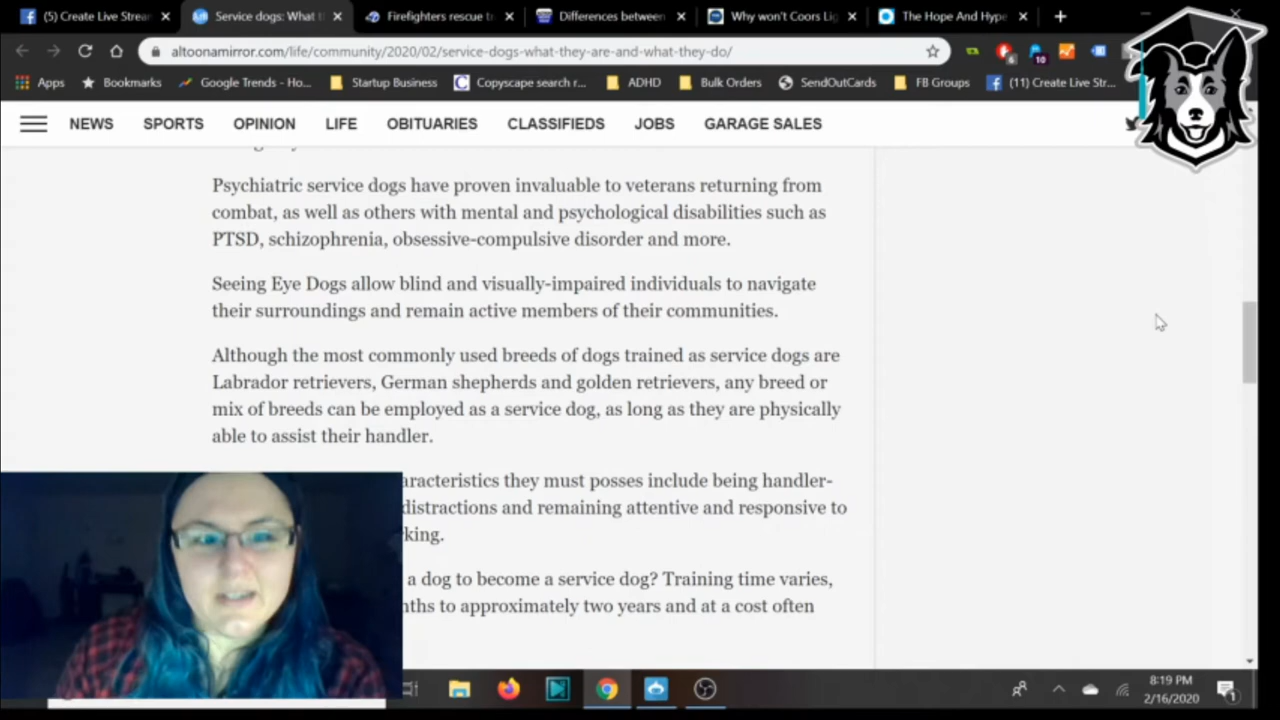 (5) Create Live Strea
Service dogs: What t
Firefighters rescue t
Differences between
Why won't Coors Lig
The Hope And Hype
altoonamirror.com/life/community/2020/02/service-dogs-what-they-are-and-what-they-do/
6
10
Apps
Bookmarks
Google Trends - Ho...
Startup Business
Copyscape search r...
ADHD
Bulk Orders
SendOutCards
FB Groups
(11) Create Live Str...
NEWS
SPORTS
OPINION
LIFE
OBITUARIES
CLASSIFIEDS
JOBS
GARAGE SALES
Psychiatric service dogs have proven invaluable to veterans returning from
combat, as well as others with mental and psychological disabilities such as
PTSD, schizophrenia, obsessive-compulsive disorder and more.
Seeing Eye Dogs allow blind and visually-impaired individuals to navigate
their surroundings and remain active members of their communities.
Although the most commonly used breeds of dogs trained as service dogs are
Labrador retrievers, German shepherds and golden retrievers, any breed or
mix of breeds can be employed as a service dog, as long as they are physically
able to assist their handler.
aracteristics they must posses include being handler-
distractions and remaining attentive and responsive to
king.
a dog to become a service dog? Training time varies,
ths to approximately two years and at a cost often
8:19 PM
2/16/2020
1